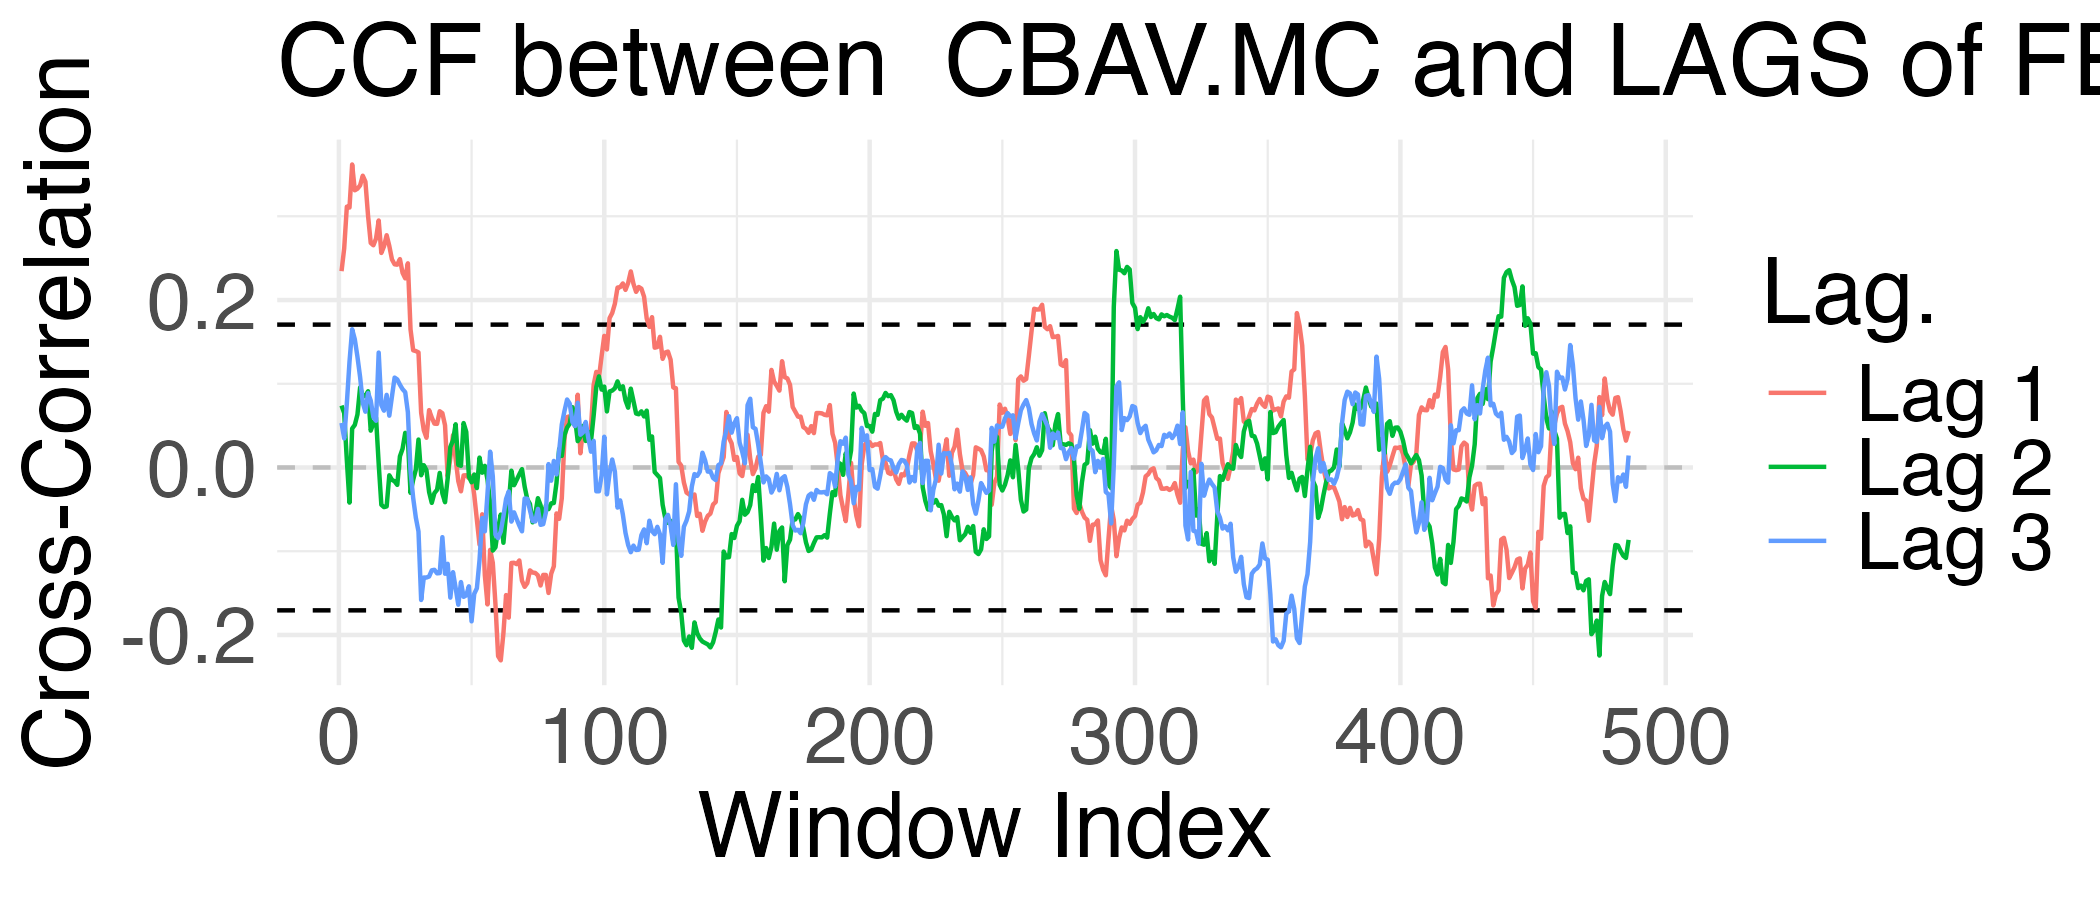 CCF between  CBAV.MC and LAGS of FE
Cross-Correlation
0.2
0.0
-0.2
0 100 200 300 400 500
Window Index
Lag.
Lag 1
Lag 2
Lag 3